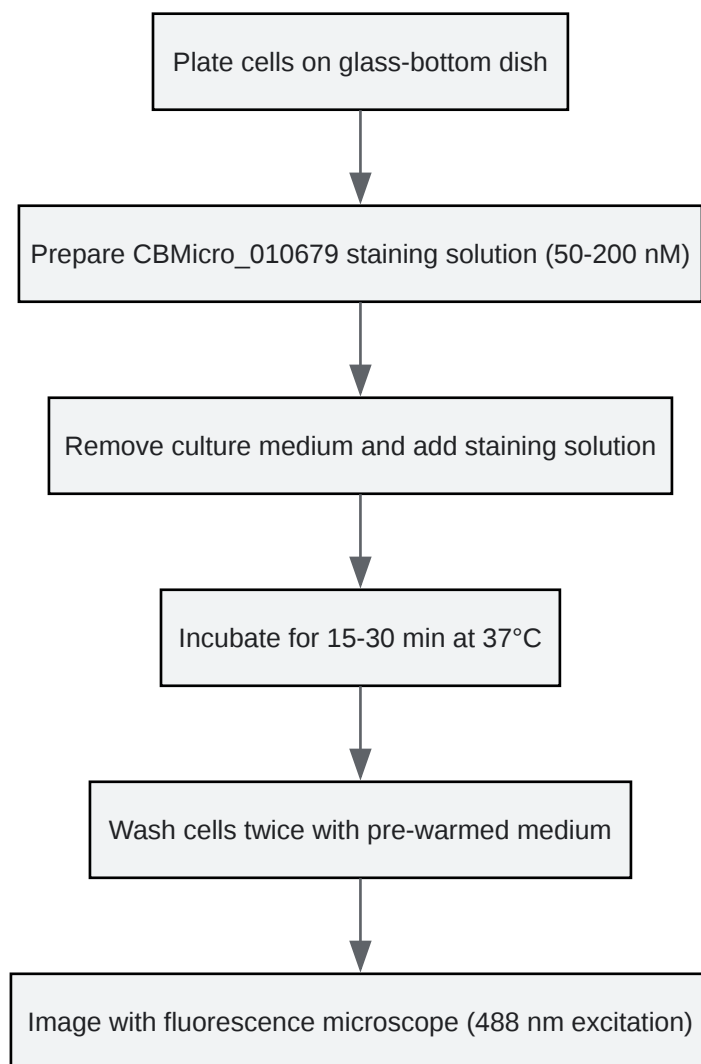 Plate cells on glass-bottom dish
Prepare CBMicro_010679 staining solution (50-200 nM)
Remove culture medium and add staining solution
Incubate for 15-30 min at 37°C
Wash cells twice with pre-warmed medium
Image with fluorescence microscope (488 nm excitation)